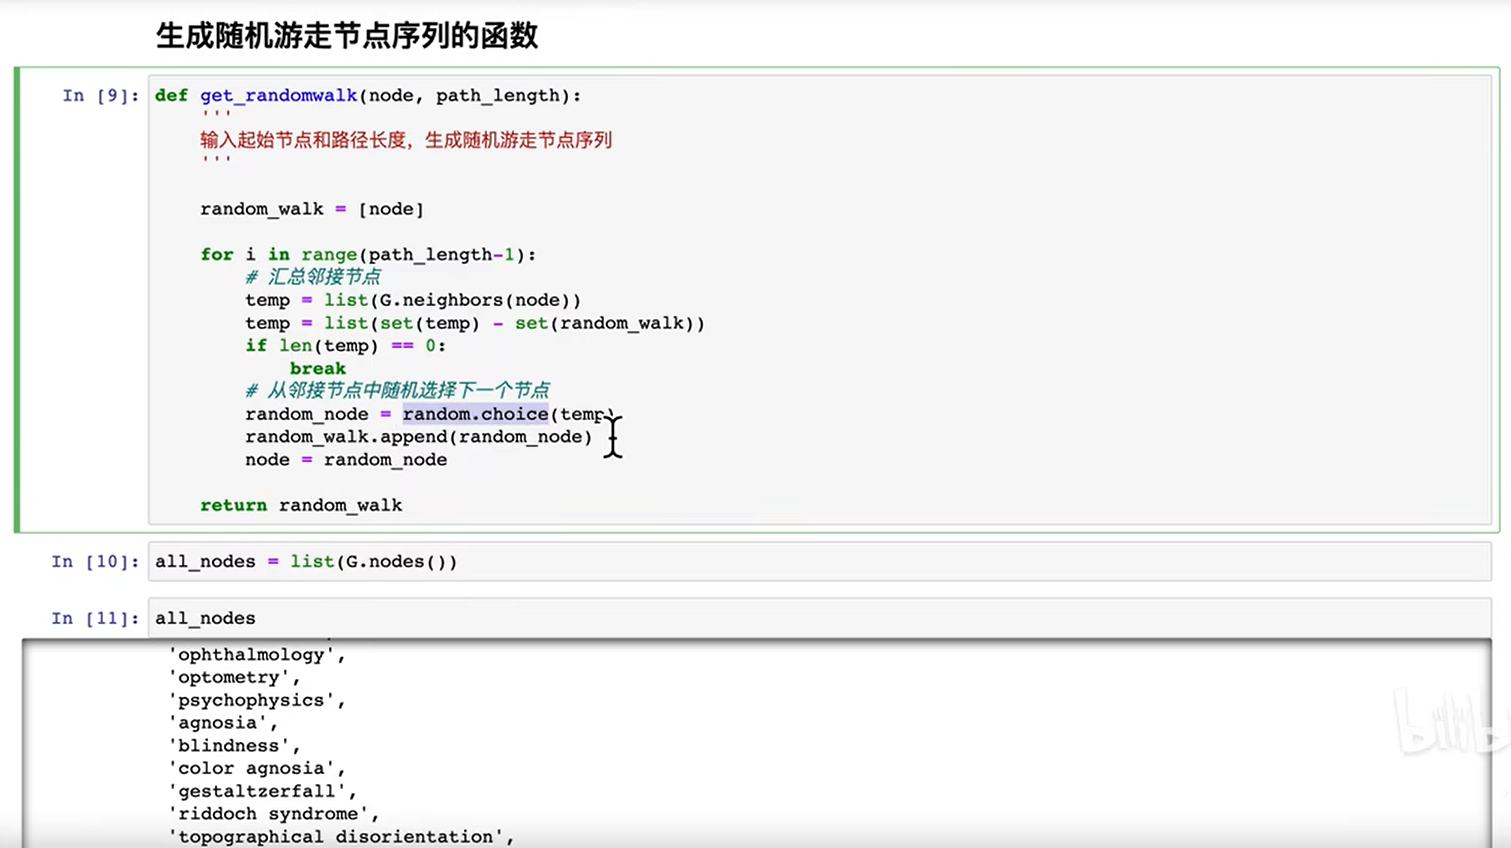 生成随机游走节点序列的函数
In [9]: def get_randomwalk(node, path_length):
'''
输入起始节点和路径长度，生成随机游走节点序列
'''
random_walk = [node]
for i in range(path_length-1):
# 汇总邻接节点
temp = list(G.neighbors(node))
temp = list(set(temp) - set(random_walk))
if len(temp) == 0:
break
# 从邻接节点中随机选择下一个节点
random_node = random.choice(temp)
random_walk.append(random_node)
node = random_node
return random_walk
In [10]: all_nodes = list(G.nodes())
In [11]: all_nodes
'ophthalmology',
'optometry',
'psychophysics',
'agnosia',
'blindness',
'color agnosia',
'gestaltzerfall',
'riddoch syndrome',
'topographical disorientation',